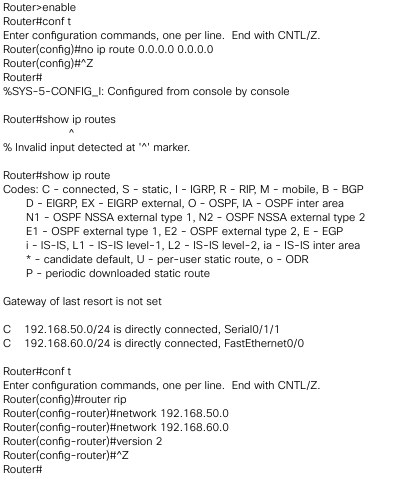 Router>enable
Router#conf t
Enter configuration commands, one per line.  End with CNTL/Z.
Router(config)#no ip route 0.0.0.0 0.0.0.0
Router(config)#^Z
Router#
%SYS-5-CONFIG_I: Configured from console by console

Router#show ip routes
                    ^
% Invalid input detected at '^' marker.

Router#show ip route
Codes: C - connected, S - static, I - IGRP, R - RIP, M - mobile, B - BGP
       D - EIGRP, EX - EIGRP external, O - OSPF, IA - OSPF inter area
       N1 - OSPF NSSA external type 1, N2 - OSPF NSSA external type 2
       E1 - OSPF external type 1, E2 - OSPF external type 2, E - EGP
       i - IS-IS, L1 - IS-IS level-1, L2 - IS-IS level-2, ia - IS-IS inter area
       * - candidate default, U - per-user static route, o - ODR
       P - periodic downloaded static route

Gateway of last resort is not set

C    192.168.50.0/24 is directly connected, Serial0/1/1
C    192.168.60.0/24 is directly connected, FastEthernet0/0

Router#conf t
Enter configuration commands, one per line.  End with CNTL/Z.
Router(config)#router rip
Router(config-router)#network 192.168.50.0
Router(config-router)#network 192.168.60.0
Router(config-router)#version 2
Router(config-router)#^Z
Router#